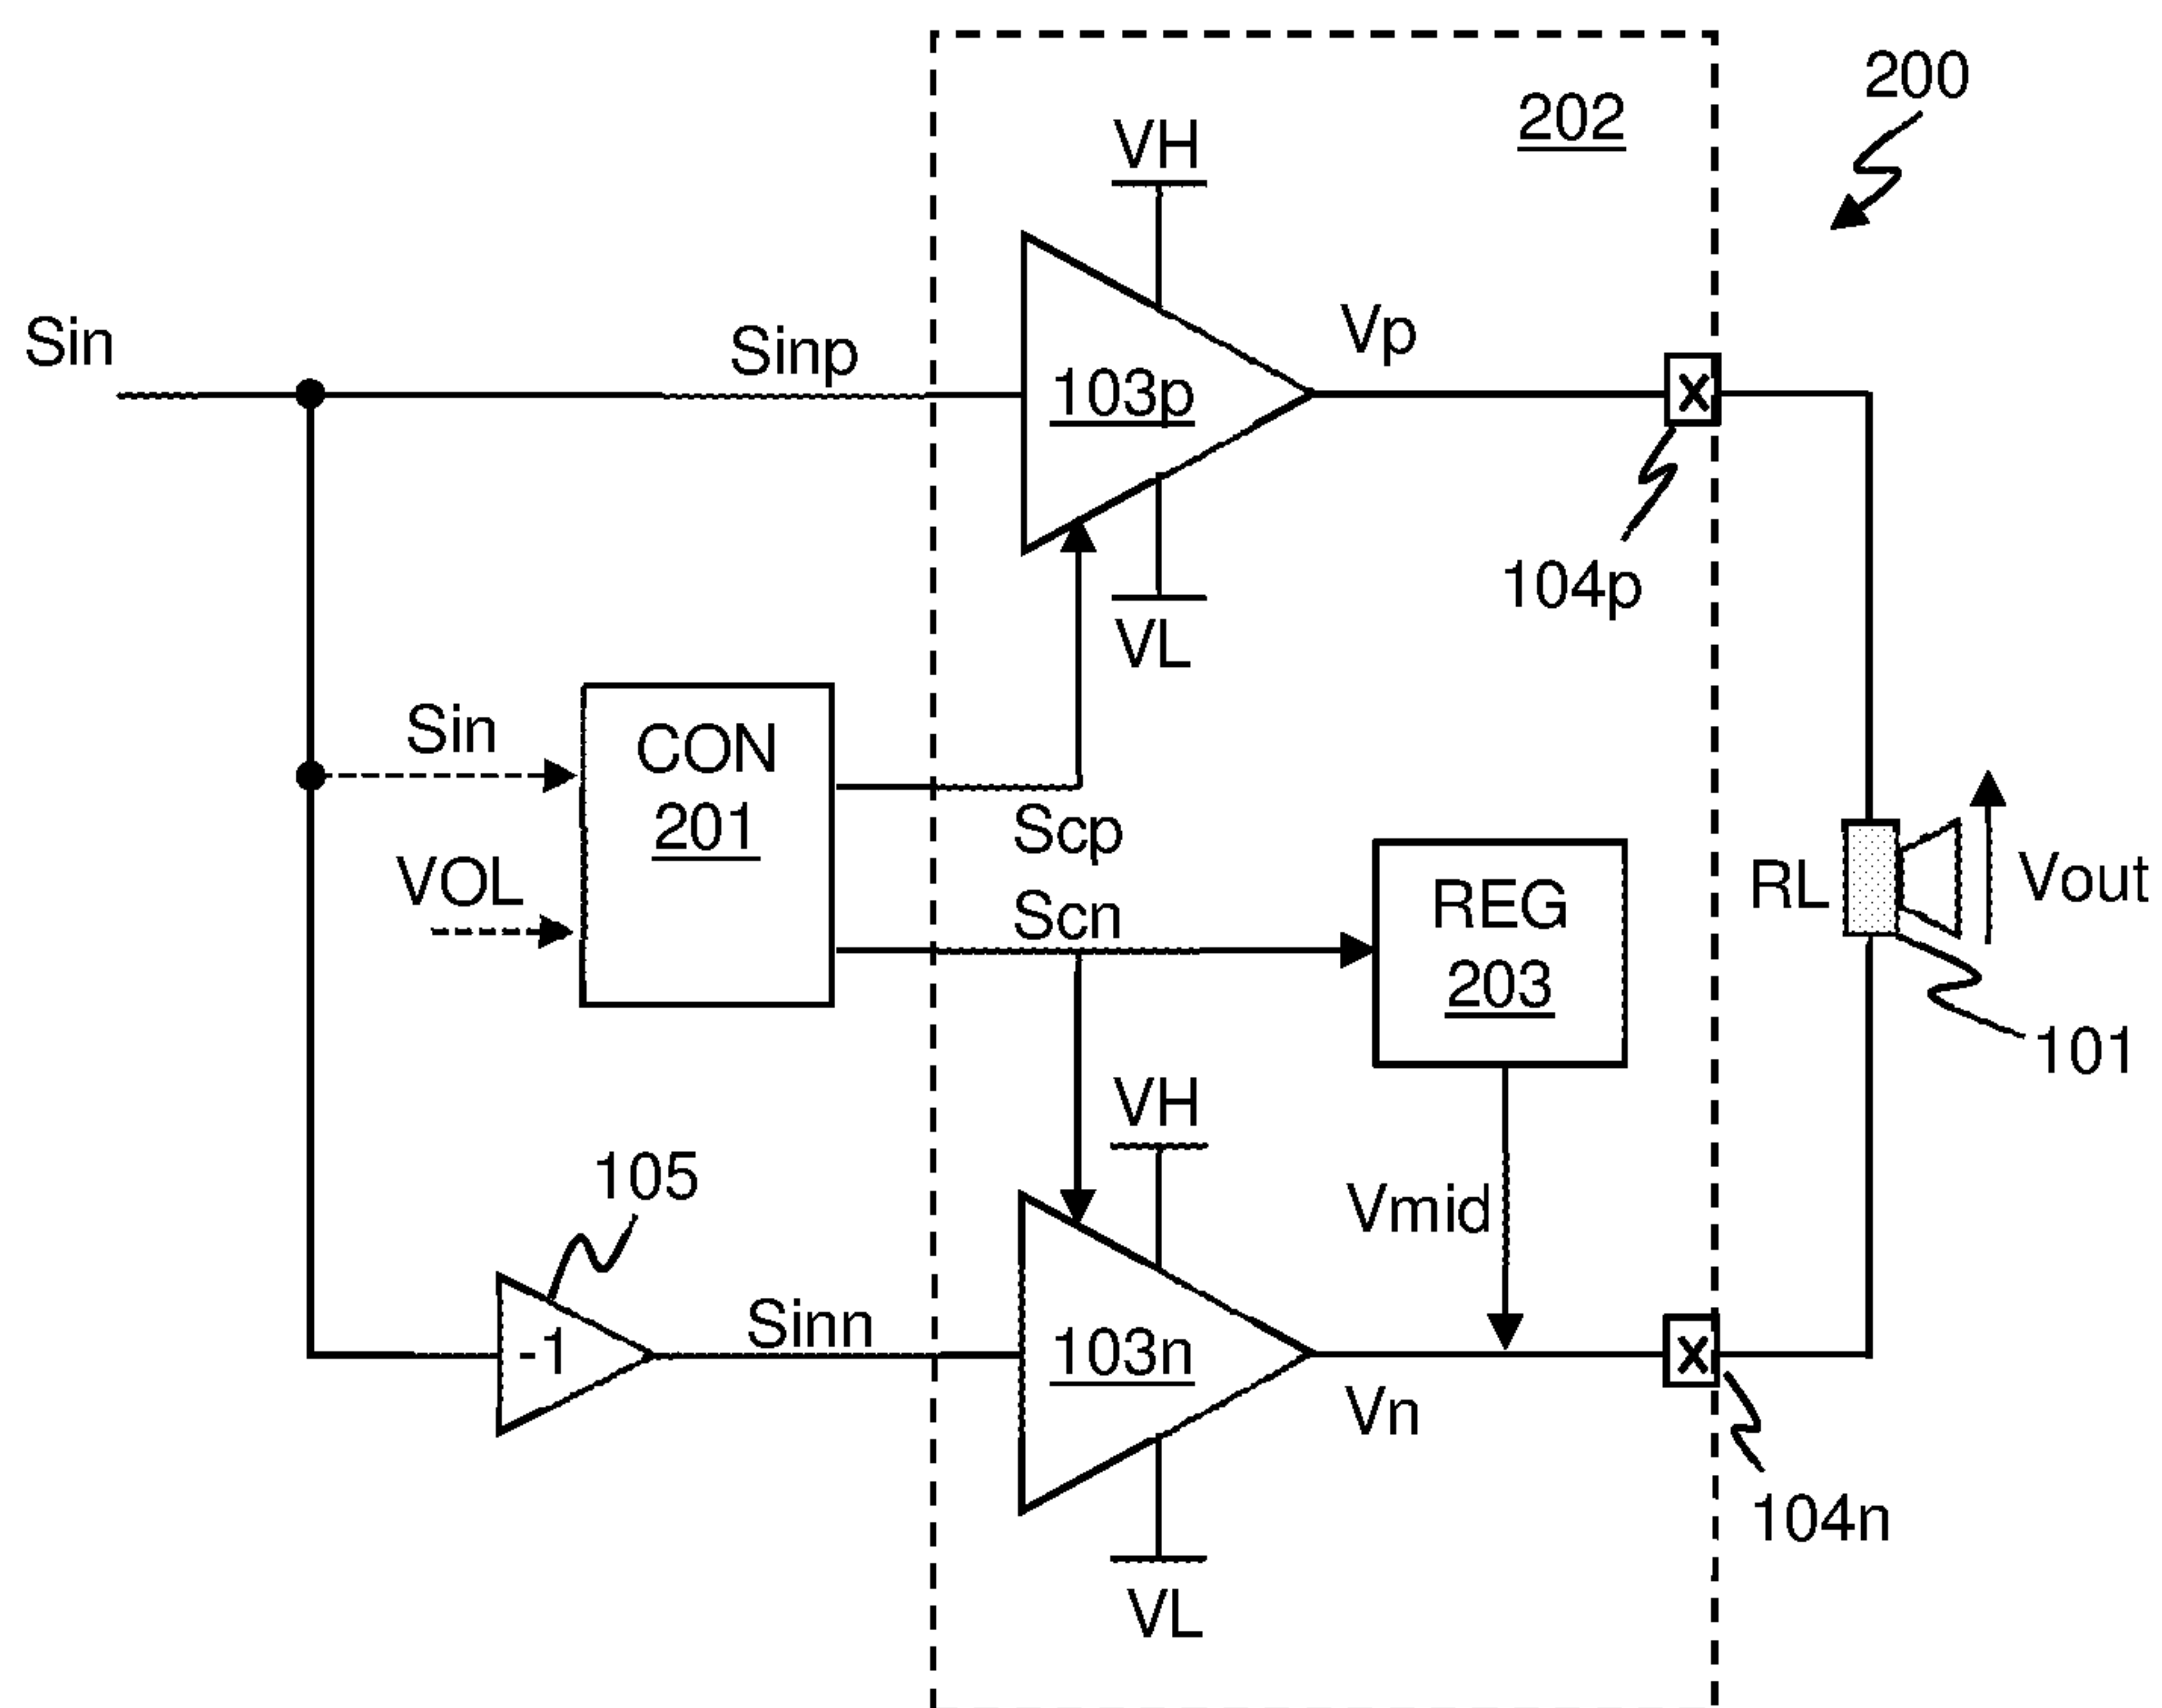 200
202
VH
Sin
Sinp
103p
Vp
X
104p
VL
Sin
CON
201
VOL
Scp
Scn
REG
203
RL
Vout
101
VH
Vmid
105
-1
Sinn
103n
Vn
X
104n
VL